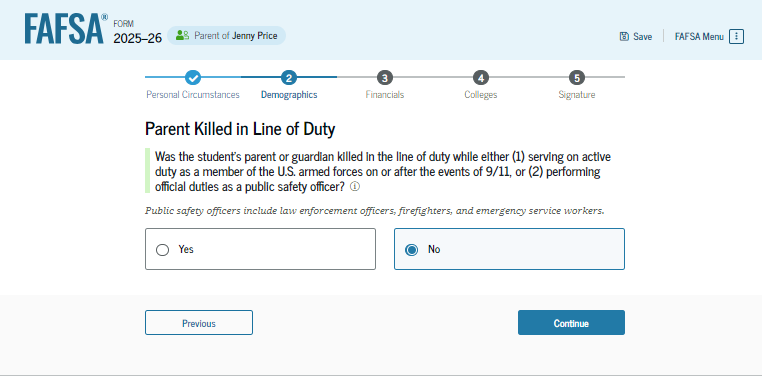 FAFSA® FORM 2025–26
Parent of Jenny Price
Save
FAFSA Menu
2
3
4
5
Personal Circumstances
Demographics
Financials
Colleges
Signature
Parent Killed in Line of Duty
Was the student's parent or guardian killed in the line of duty while either (1) serving on active
duty as a member of the U.S. armed forces on or after the events of 9/11, or (2) performing
official duties as a public safety officer?
Public safety officers include law enforcement officers, firefighters, and emergency service workers.
Yes
No
Previous
Continue